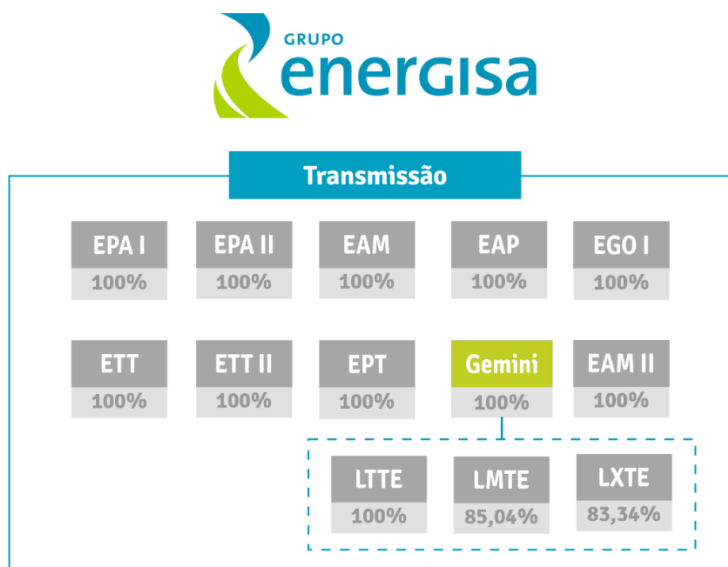 GRUPO
energisa
Transmissão
EPA I EPA II EAM EAP EGO I
100% 100% 100% 100% 100%
ETT ETT II EPT Gemini EAM II
100% 100% 100% 100% 100%
LTTE LMTE LXTE
100% 85,04% 83,34%